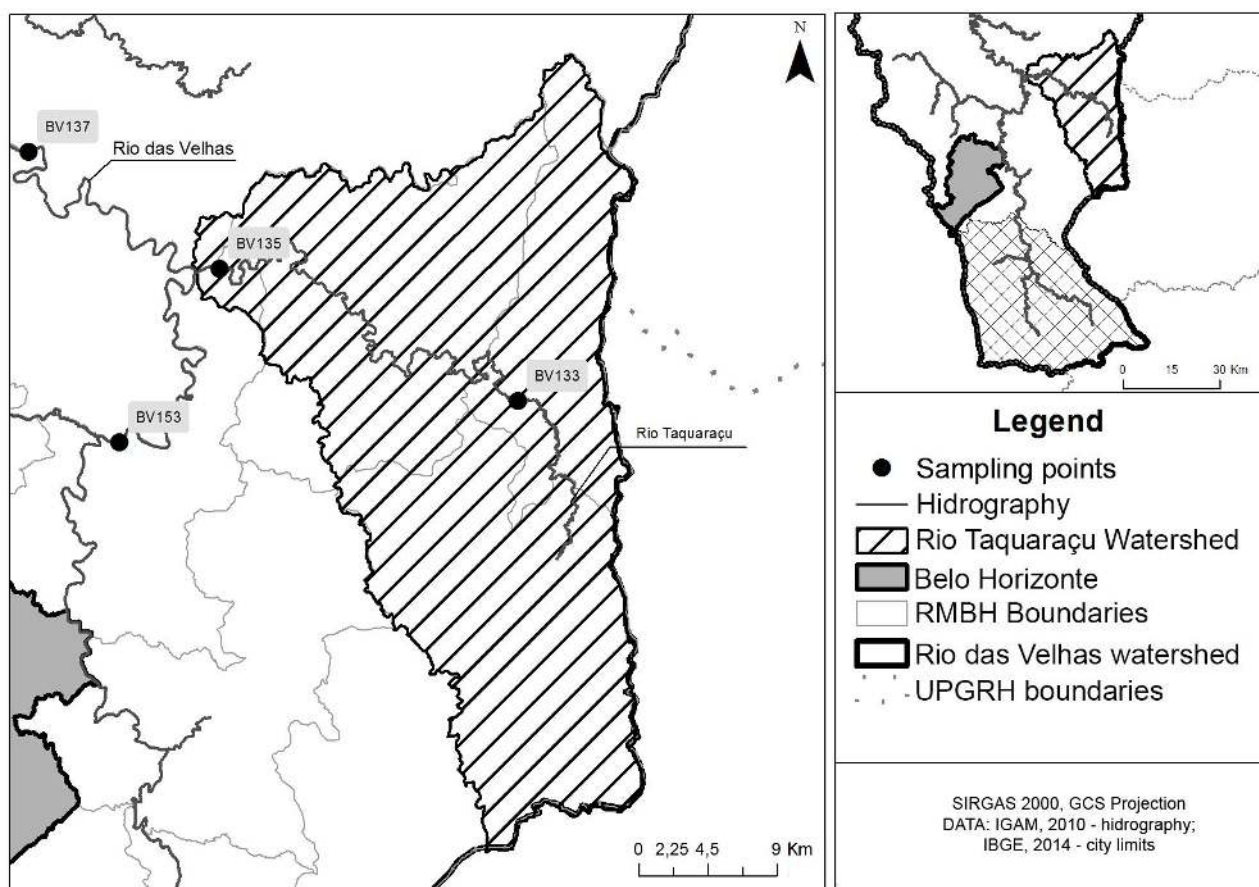 N
BV137
Rio das Velhas
BV135
BV133
BV153
Rio Taquaraçu
0 2,25 4,5 9 Km
0 15 30 Km
Legend
Sampling points
Hidrography
Rio Taquaraçu Watershed
Belo Horizonte
RMBH Boundaries
Rio das Velhas watershed
UPGRH boundaries
SIRGAS 2000, GCS Projection
DATA: IGAM, 2010 - hidrography;
IBGE, 2014 - city limits